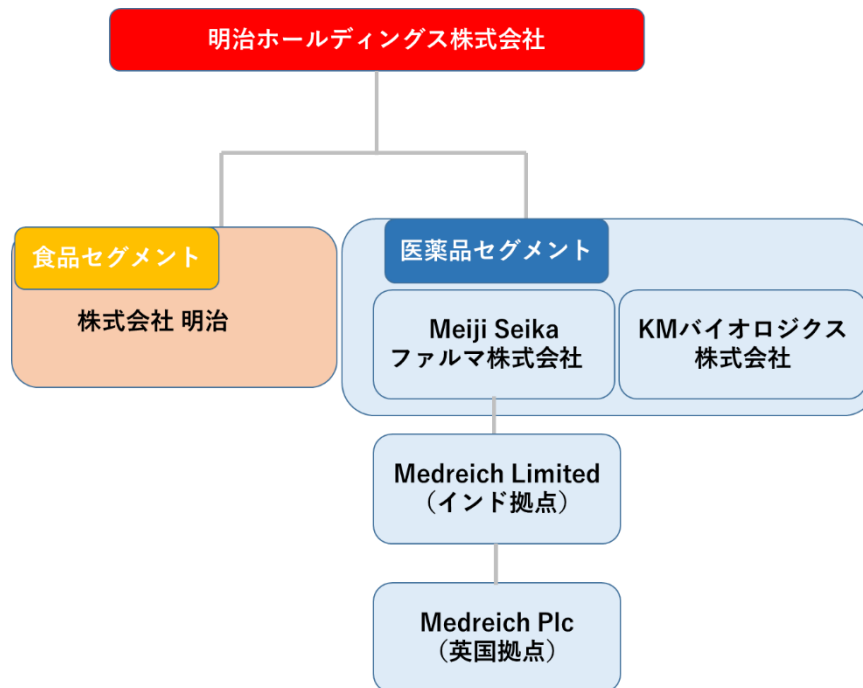 明治ホールディングス株式会社
食品セグメント
株式会社 明治
医薬品セグメント
Meiji Seika
ファルマ株式会社
KMバイオロジクス
株式会社
Medreich Limited
（インド拠点）
Medreich Plc
（英国拠点）